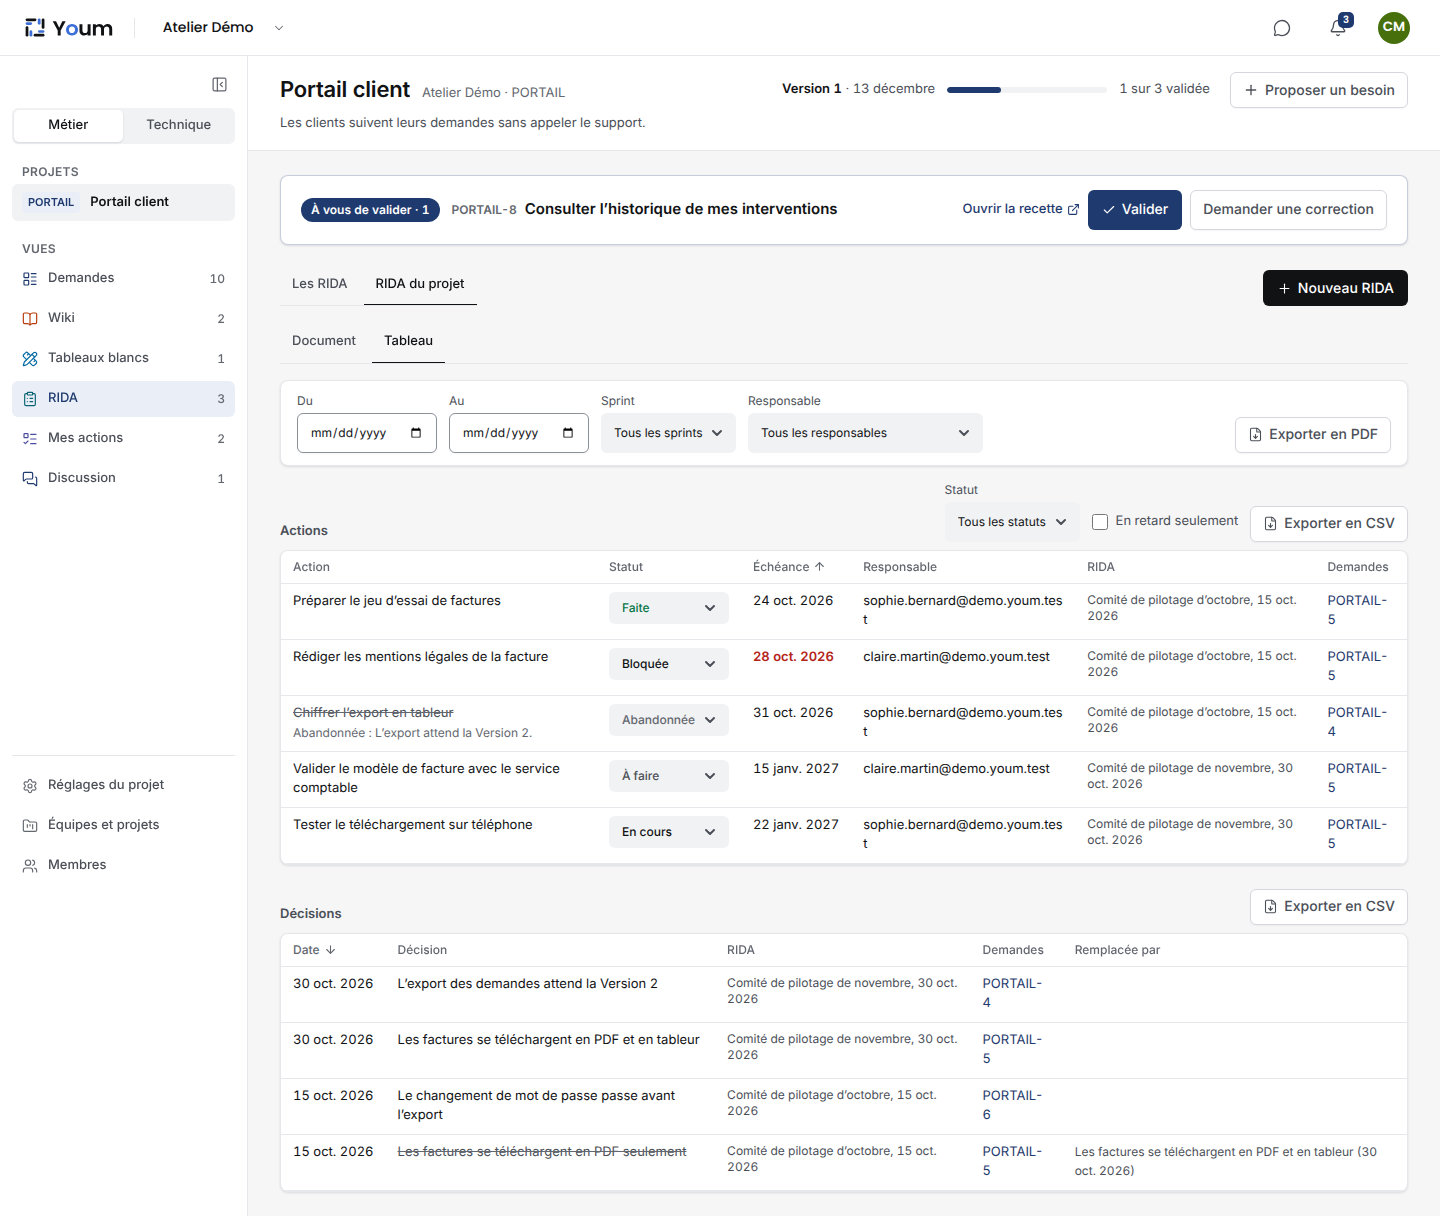 Youm
Atelier Démo
3
CM
Métier
Technique
PROJETS
PORTAIL
Portail client
VUES
Demandes
10
Wiki
2
Tableaux blancs
1
RIDA
3
Mes actions
2
Discussion
1
Réglages du projet
Équipes et projets
Membres
Portail client
Atelier Démo · PORTAIL
Les clients suivent leurs demandes sans appeler le support.
Version 1 · 13 décembre
1 sur 3 validée
Proposer un besoin
À vous de valider · 1
PORTAIL-8
Consulter l’historique de mes interventions
Ouvrir la recette
Valider
Demander une correction
Les RIDA
RIDA du projet
Nouveau RIDA
Document
Tableau
Du
mm/dd/yyyy
Au
mm/dd/yyyy
Sprint
Tous les sprints
Responsable
Tous les responsables
Exporter en PDF
Actions
Statut
Tous les statuts
En retard seulement
Exporter en CSV
Action
Statut
Échéance
Responsable
RIDA
Demandes
Préparer le jeu d’essai de factures
Faite
24 oct. 2026
sophie.bernard@demo.youm.tes
t
Comité de pilotage d’octobre, 15 oct.
2026
PORTAIL-
5
Rédiger les mentions légales de la facture
Bloquée
28 oct. 2026
claire.martin@demo.youm.test
Comité de pilotage d’octobre, 15 oct.
2026
PORTAIL-
5
Chiffrer l’export en tableur
Abandonnée : L’export attend la Version 2.
Abandonnée
31 oct. 2026
sophie.bernard@demo.youm.tes
t
Comité de pilotage d’octobre, 15 oct.
2026
PORTAIL-
4
Valider le modèle de facture avec le service
comptable
À faire
15 janv. 2027
claire.martin@demo.youm.test
Comité de pilotage de novembre, 30
oct. 2026
PORTAIL-
5
Tester le téléchargement sur téléphone
En cours
22 janv. 2027
sophie.bernard@demo.youm.tes
t
Comité de pilotage de novembre, 30
oct. 2026
PORTAIL-
5
Décisions
Exporter en CSV
Date
Décision
RIDA
Demandes
Remplacée par
30 oct. 2026
L’export des demandes attend la Version 2
Comité de pilotage de novembre, 30 oct.
2026
PORTAIL-
4
30 oct. 2026
Les factures se téléchargent en PDF et en tableur
Comité de pilotage de novembre, 30 oct.
2026
PORTAIL-
5
15 oct. 2026
Le changement de mot de passe passe avant
l’export
Comité de pilotage d’octobre, 15 oct.
2026
PORTAIL-
6
15 oct. 2026
Les factures se téléchargent en PDF seulement
Comité de pilotage d’octobre, 15 oct.
2026
PORTAIL-
5
Les factures se téléchargent en PDF et en tableur (30
oct. 2026)